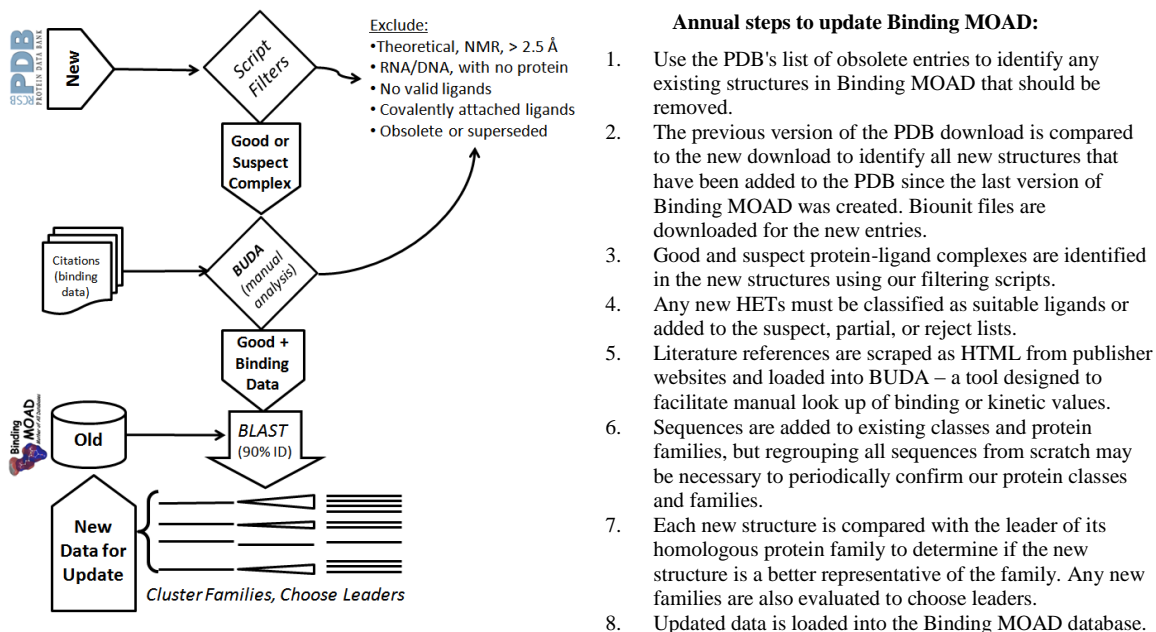 RCSB
PDB
PROTEIN DATA BANK
New
Script
Filters
Exclude:
•Theoretical, NMR, > 2.5 Å
• RNA/DNA, with no protein
• No valid ligands
• Covalently attached ligands
• Obsolete or superseded
Good or
Suspect
Complex
Citations
(binding
data)
BUDA
(manual
analysis)
Good +
Binding
Data
Binding
MOAD
Old
BLAST
(90% ID)
New
Data for
Update
Cluster Families, Choose Leaders
Annual steps to update Binding MOAD:
1. Use the PDB's list of obsolete entries to identify any
existing structures in Binding MOAD that should be
removed.
2. The previous version of the PDB download is compared
to the new download to identify all new structures that
have been added to the PDB since the last version of
Binding MOAD was created. Biounit files are
downloaded for the new entries.
3. Good and suspect protein-ligand complexes are identified
in the new structures using our filtering scripts.
4. Any new HETs must be classified as suitable ligands or
added to the suspect, partial, or reject lists.
5. Literature references are scraped as HTML from publisher
websites and loaded into BUDA – a tool designed to
facilitate manual look up of binding or kinetic values.
6. Sequences are added to existing classes and protein
families, but regrouping all sequences from scratch may
be necessary to periodically confirm our protein classes
and families.
7. Each new structure is compared with the leader of its
homologous protein family to determine if the new
structure is a better representative of the family. Any new
families are also evaluated to choose leaders.
8. Updated data is loaded into the Binding MOAD database.